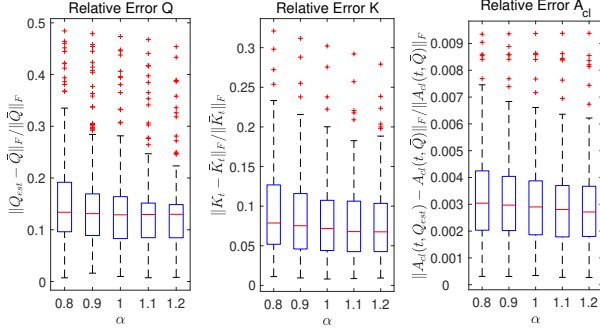 Relative Error Q
‖Q_est − Q̄‖_F/‖Q̄‖_F
0.5
0.4
0.3
0.2
0.1
0
0.8 0.9 1 1.1 1.2
α
Relative Error K
‖K_t − K̄_t‖_F/‖K̄_t‖_F
0.3
0.25
0.2
0.15
0.1
0.05
0
0.8 0.9 1 1.1 1.2
α
Relative Error A_cl
‖A_cl(t, Q_est) − A_cl(t, Q̄)‖_F/‖A_cl(t, Q̄)‖_F
0.009
0.008
0.007
0.006
0.005
0.004
0.003
0.002
0.001
0
0.8 0.9 1 1.1 1.2
α